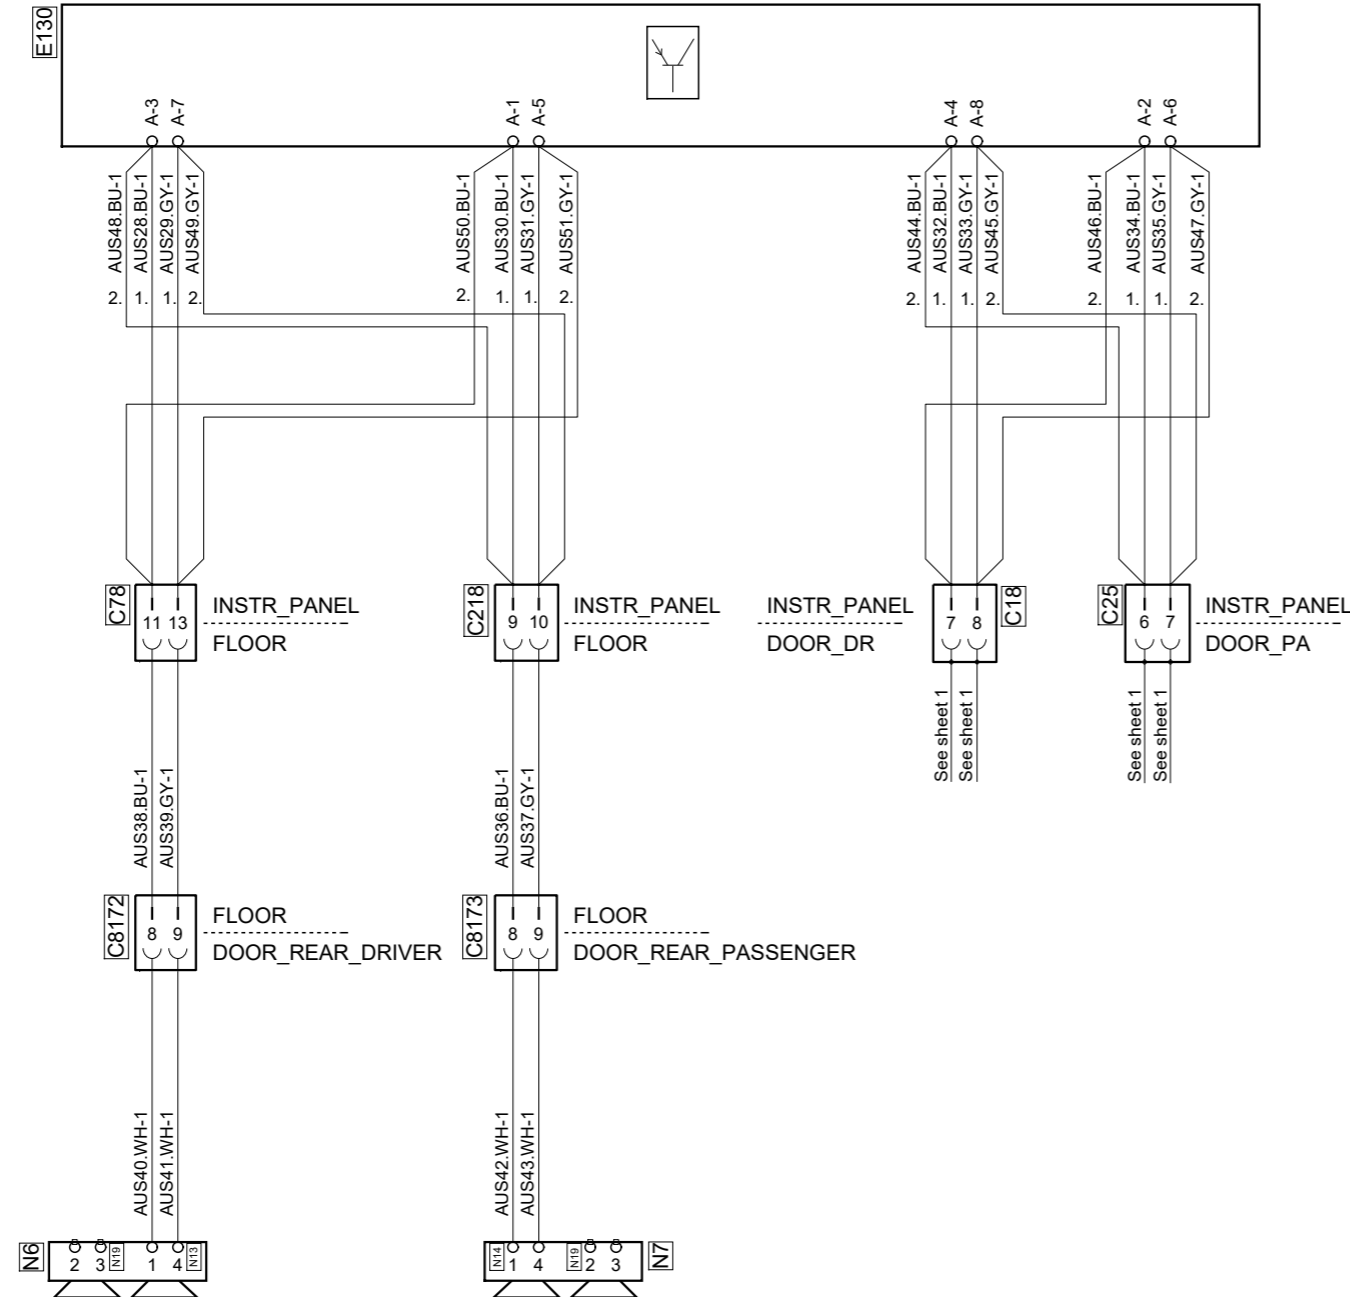 E130
A-3
A-7
A-1
A-5
A-4
A-8
A-2
A-6
AUS48.BU-1
AUS28.BU-1
AUS29.GY-1
AUS49.GY-1
AUS50.BU-1
AUS30.BU-1
AUS31.GY-1
AUS51.GY-1
AUS44.BU-1
AUS32.BU-1
AUS33.GY-1
AUS45.GY-1
AUS46.BU-1
AUS34.BU-1
AUS35.GY-1
AUS47.GY-1
2. 1. 1. 2.
2. 1. 1. 2.
2. 1. 1. 2.
2. 1. 1. 2.
C78
11 13
INSTR_PANEL
FLOOR
C218
9 10
INSTR_PANEL
FLOOR
INSTR_PANEL
DOOR_DR
7 8
C18
C25
6 7
INSTR_PANEL
DOOR_PA
See sheet 1
See sheet 1
See sheet 1
See sheet 1
AUS38.BU-1
AUS39.GY-1
AUS36.BU-1
AUS37.GY-1
C8172
8 9
FLOOR
DOOR_REAR_DRIVER
C8173
8 9
FLOOR
DOOR_REAR_PASSENGER
AUS40.WH-1
AUS41.WH-1
AUS42.WH-1
AUS43.WH-1
N6
2 3 N19 1 4 N13
N14 1 4 N19 2 3
N7